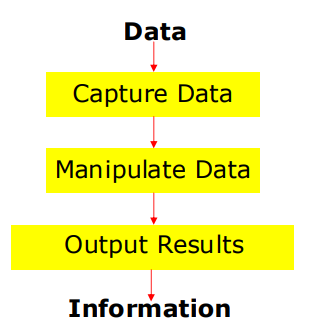 Data
Capture Data
Manipulate Data
Output Results
Information